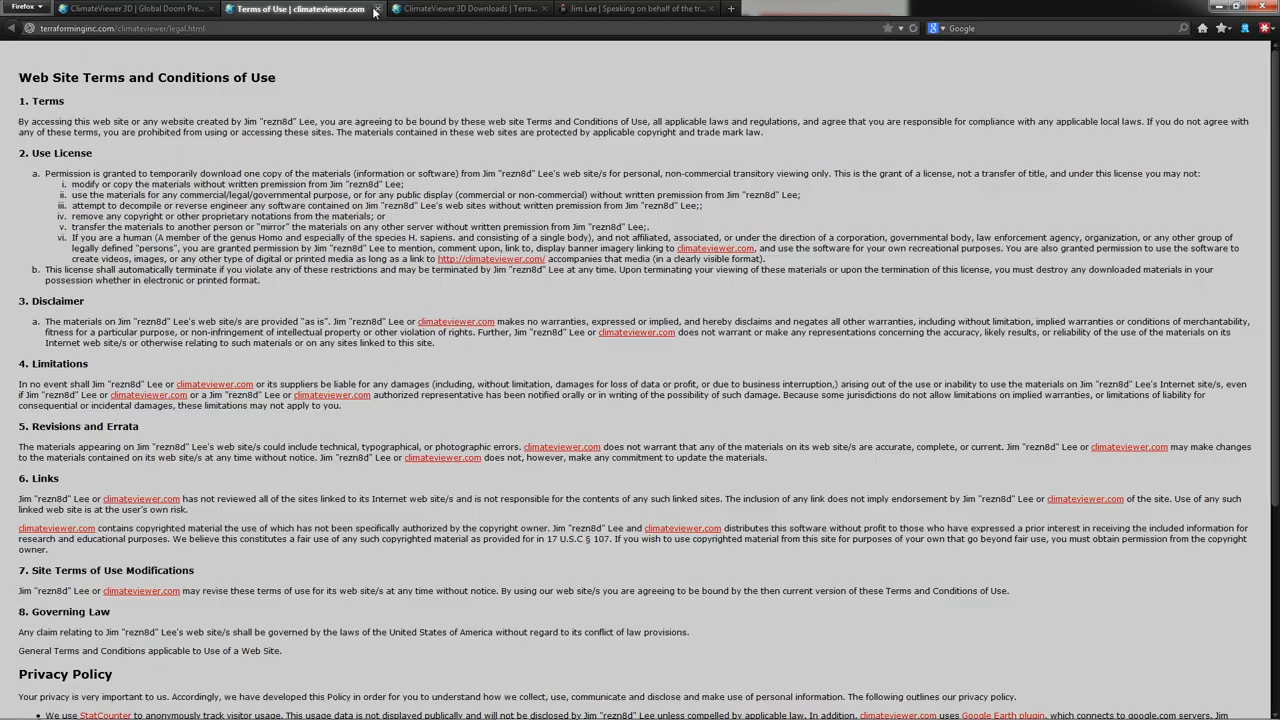 Firefox
ClimateViewer 3D | Global Doom Pre...
Terms of Use | climateviewer.com
ClimateViewer 3D Downloads | Terra...
Jim Lee | Speaking on behalf of the tr...
terraforminginc.com/climateviewer/legal.html
Google
Web Site Terms and Conditions of Use
1. Terms
By accessing this web site or any website created by Jim "rezn8d" Lee, you are agreeing to be bound by these web site Terms and Conditions of Use, all applicable laws and regulations, and agree that you are responsible for compliance with any applicable local laws. If you do not agree with
any of these terms, you are prohibited from using or accessing these sites. The materials contained in these web sites are protected by applicable copyright and trade mark law.
2. Use License
a. Permission is granted to temporarily download one copy of the materials (information or software) from Jim "rezn8d" Lee's web site/s for personal, non-commercial transitory viewing only. This is the grant of a license, not a transfer of title, and under this license you may not:
i. modify or copy the materials without written premission from Jim "rezn8d" Lee;
ii. use the materials for any commercial/legal/governmental purpose, or for any public display (commercial or non-commercial) without written premission from Jim "rezn8d" Lee;
iii. attempt to decompile or reverse engineer any software contained on Jim "rezn8d" Lee's web sites without written premission from Jim "rezn8d" Lee;;
iv. remove any copyright or other proprietary notations from the materials; or
v. transfer the materials to another person or "mirror" the materials on any other server without written premission from Jim "rezn8d" Lee;.
vi. If you are a human (A member of the genus Homo and especially of the species H. sapiens. and consisting of a single body), and not affiliated, associated, or under the direction of a corporation, governmental body, law enforcement agency, organization, or any other group of
legally defined "persons", you are granted permission by Jim "rezn8d" Lee to mention, comment upon, link to, display banner imagery linking to climateviewer.com, and use the software for your own recreational purposes. You are also granted permission to use the software to
create videos, images, or any other type of digital or printed media as long as a link to http://climateviewer.com/ accompanies that media (in a clearly visible format).
b. This license shall automatically terminate if you violate any of these restrictions and may be terminated by Jim "rezn8d" Lee at any time. Upon terminating your viewing of these materials or upon the termination of this license, you must destroy any downloaded materials in your
possession whether in electronic or printed format.
3. Disclaimer
a. The materials on Jim "rezn8d" Lee's web site/s are provided "as is". Jim "rezn8d" Lee or climateviewer.com makes no warranties, expressed or implied, and hereby disclaims and negates all other warranties, including without limitation, implied warranties or conditions of merchantability,
fitness for a particular purpose, or non-infringement of intellectual property or other violation of rights. Further, Jim "rezn8d" Lee or climateviewer.com does not warrant or make any representations concerning the accuracy, likely results, or reliability of the use of the materials on its
Internet web site/s or otherwise relating to such materials or on any sites linked to this site.
4. Limitations
In no event shall Jim "rezn8d" Lee or climateviewer.com or its suppliers be liable for any damages (including, without limitation, damages for loss of data or profit, or due to business interruption,) arising out of the use or inability to use the materials on Jim "rezn8d" Lee's Internet site/s, even
if Jim "rezn8d" Lee or climateviewer.com or a Jim "rezn8d" Lee or climateviewer.com authorized representative has been notified orally or in writing of the possibility of such damage. Because some jurisdictions do not allow limitations on implied warranties, or limitations of liability for
consequential or incidental damages, these limitations may not apply to you.
5. Revisions and Errata
The materials appearing on Jim "rezn8d" Lee's web site/s could include technical, typographical, or photographic errors. climateviewer.com does not warrant that any of the materials on its web site/s are accurate, complete, or current. Jim "rezn8d" Lee or climateviewer.com may make changes
to the materials contained on its web site/s at any time without notice. Jim "rezn8d" Lee or climateviewer.com does not, however, make any commitment to update the materials.
6. Links
Jim "rezn8d" Lee or climateviewer.com has not reviewed all of the sites linked to its Internet web site/s and is not responsible for the contents of any such linked sites. The inclusion of any link does not imply endorsement by Jim "rezn8d" Lee or climateviewer.com of the site. Use of any such
linked web site is at the user's own risk.
climateviewer.com contains copyrighted material the use of which has not been specifically authorized by the copyright owner. Jim "rezn8d" Lee and climateviewer.com distributes this software without profit to those who have expressed a prior interest in receiving the included information for
research and educational purposes. We believe this constitutes a fair use of any such copyrighted material as provided for in 17 U.S.C § 107. If you wish to use copyrighted material from this site for purposes of your own that go beyond fair use, you must obtain permission from the copyright
owner.
7. Site Terms of Use Modifications
Jim "rezn8d" Lee or climateviewer.com may revise these terms of use for its web site/s at any time without notice. By using our web site/s you are agreeing to be bound by the then current version of these Terms and Conditions of Use.
8. Governing Law
Any claim relating to Jim "rezn8d" Lee's web site/s shall be governed by the laws of the United States of America without regard to its conflict of law provisions.
General Terms and Conditions applicable to Use of a Web Site.
Privacy Policy
Your privacy is very important to us. Accordingly, we have developed this Policy in order for you to understand how we collect, use, communicate and disclose and make use of personal information. The following outlines our privacy policy.
We use StatCounter to anonymously track visitor usage. This usage data is not displayed publically and will not be disclosed by Jim "rezn8d" Lee unless compelled by applicable law. In addition, climateviewer.com uses Google Earth plugin, which connects to google.com servers. Jim